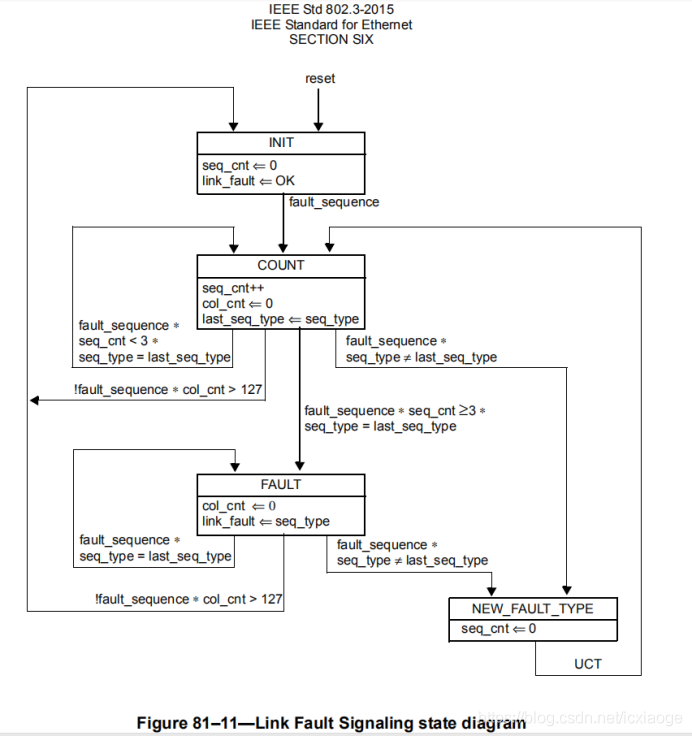 IEEE Std 802.3-2015
IEEE Standard for Ethernet
SECTION SIX
reset
INIT
seq_cnt ⇐ 0
link_fault ⇐ OK
fault_sequence
COUNT
seq_cnt++
col_cnt ⇐ 0
last_seq_type ⇐ seq_type
fault_sequence ∗
seq_cnt < 3 ∗
seq_type = last_seq_type
fault_sequence ∗
seq_type ≠ last_seq_type
!fault_sequence ∗ col_cnt > 127
fault_sequence ∗ seq_cnt ≥3 ∗
seq_type = last_seq_type
FAULT
col_cnt ⇐ 0
link_fault ⇐ seq_type
fault_sequence ∗
seq_type = last_seq_type
fault_sequence ∗
seq_type ≠ last_seq_type
!fault_sequence ∗ col_cnt > 127
NEW_FAULT_TYPE
seq_cnt ⇐ 0
UCT
Figure 81–11—Link Fault Signaling state diagram
https://blog.csdn.net/icxiaoge